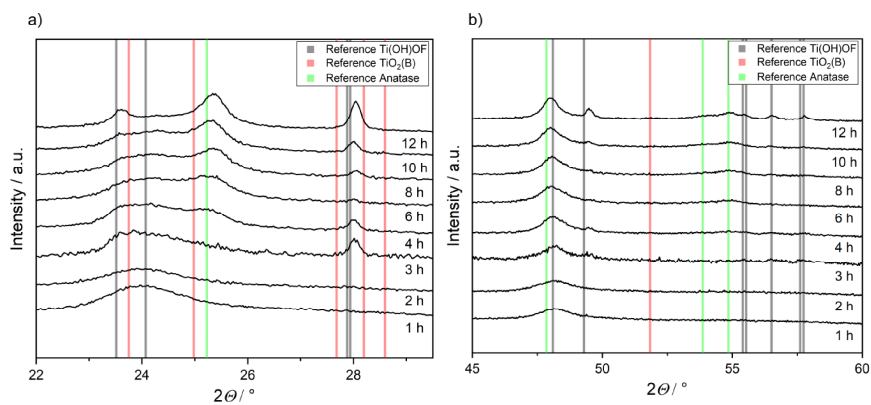 a)
Reference Ti(OH)OF
Reference TiO₂(B)
Reference Anatase
Intensity / a.u.
12 h
10 h
8 h
6 h
4 h
3 h
2 h
1 h
22
24
26
28
2Θ / °
b)
Reference Ti(OH)OF
Reference TiO₂(B)
Reference Anatase
Intensity / a.u.
12 h
10 h
8 h
6 h
4 h
3 h
2 h
1 h
45
50
55
60
2Θ / °